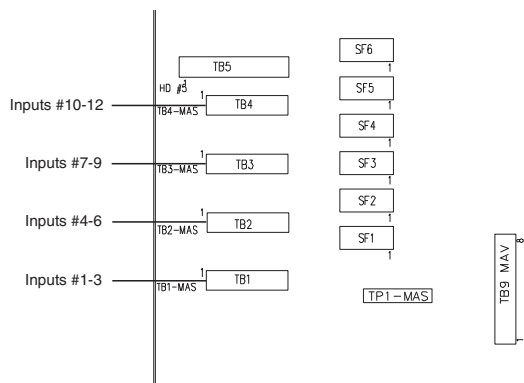 SF6
1
TB5
HD #5
1
SF5
1
Inputs #10-12
1
TB4
TB4-MAS
SF4
1
Inputs #7-9
1
TB3
TB3-MAS
SF3
1
SF2
1
Inputs #4-6
1
TB2
TB2-MAS
SF1
1
TB9 MAV
8
1
Inputs #1-3
1
TB1
TB1-MAS
TP1-MAS